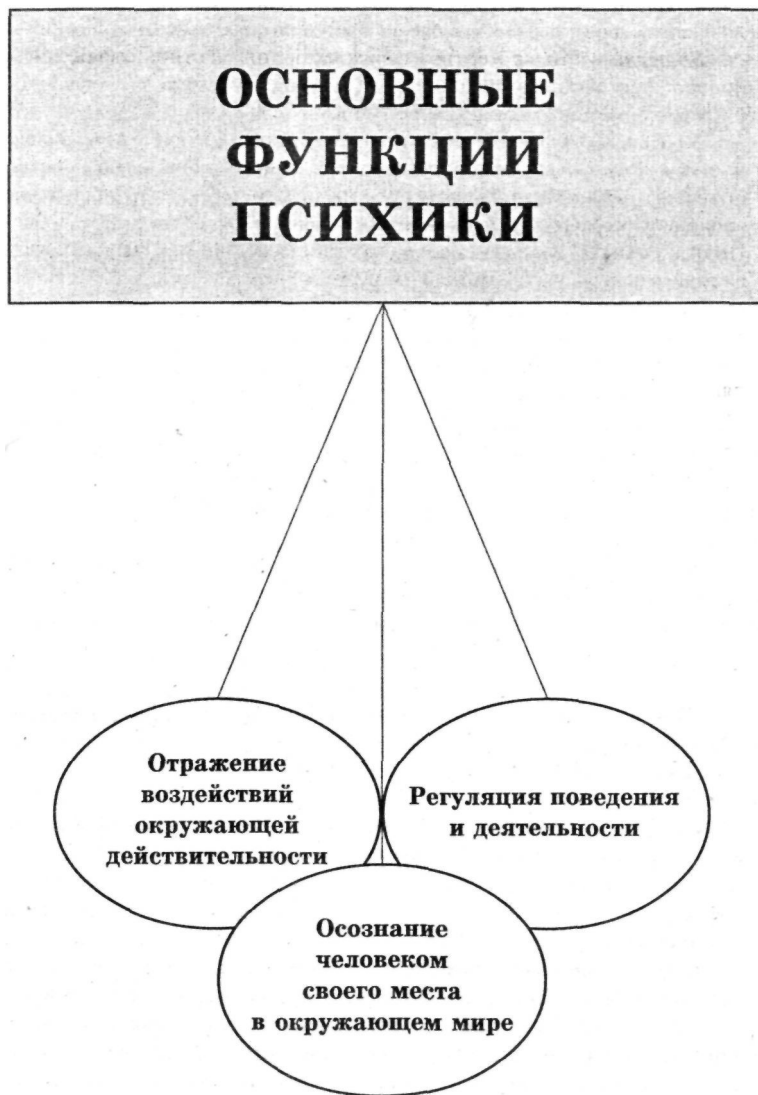 ОСНОВНЫЕ
ФУНКЦИИ
ПСИХИКИ
Отражение
воздействий
окружающей
действительности
Регуляция поведения
и деятельности
Осознание
человеком
своего места
в окружающем мире